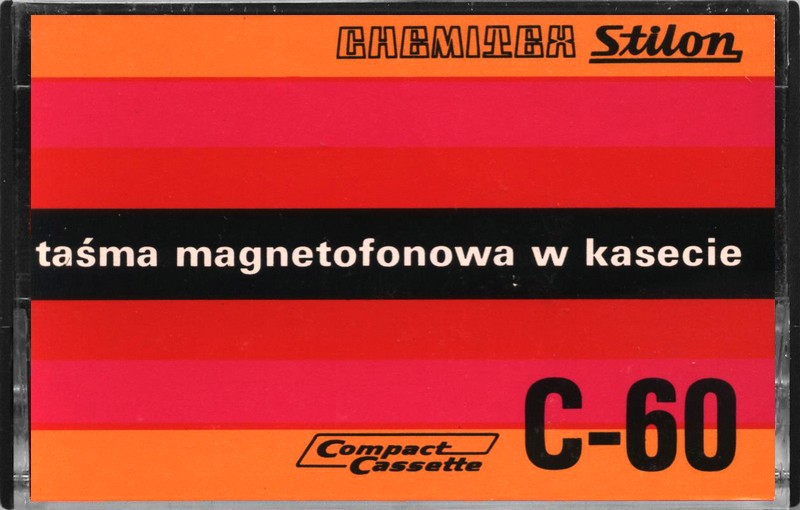 CHEMITEX Stilon
taśma magnetofonowa w kasecie
C-60
Compact
Cassette